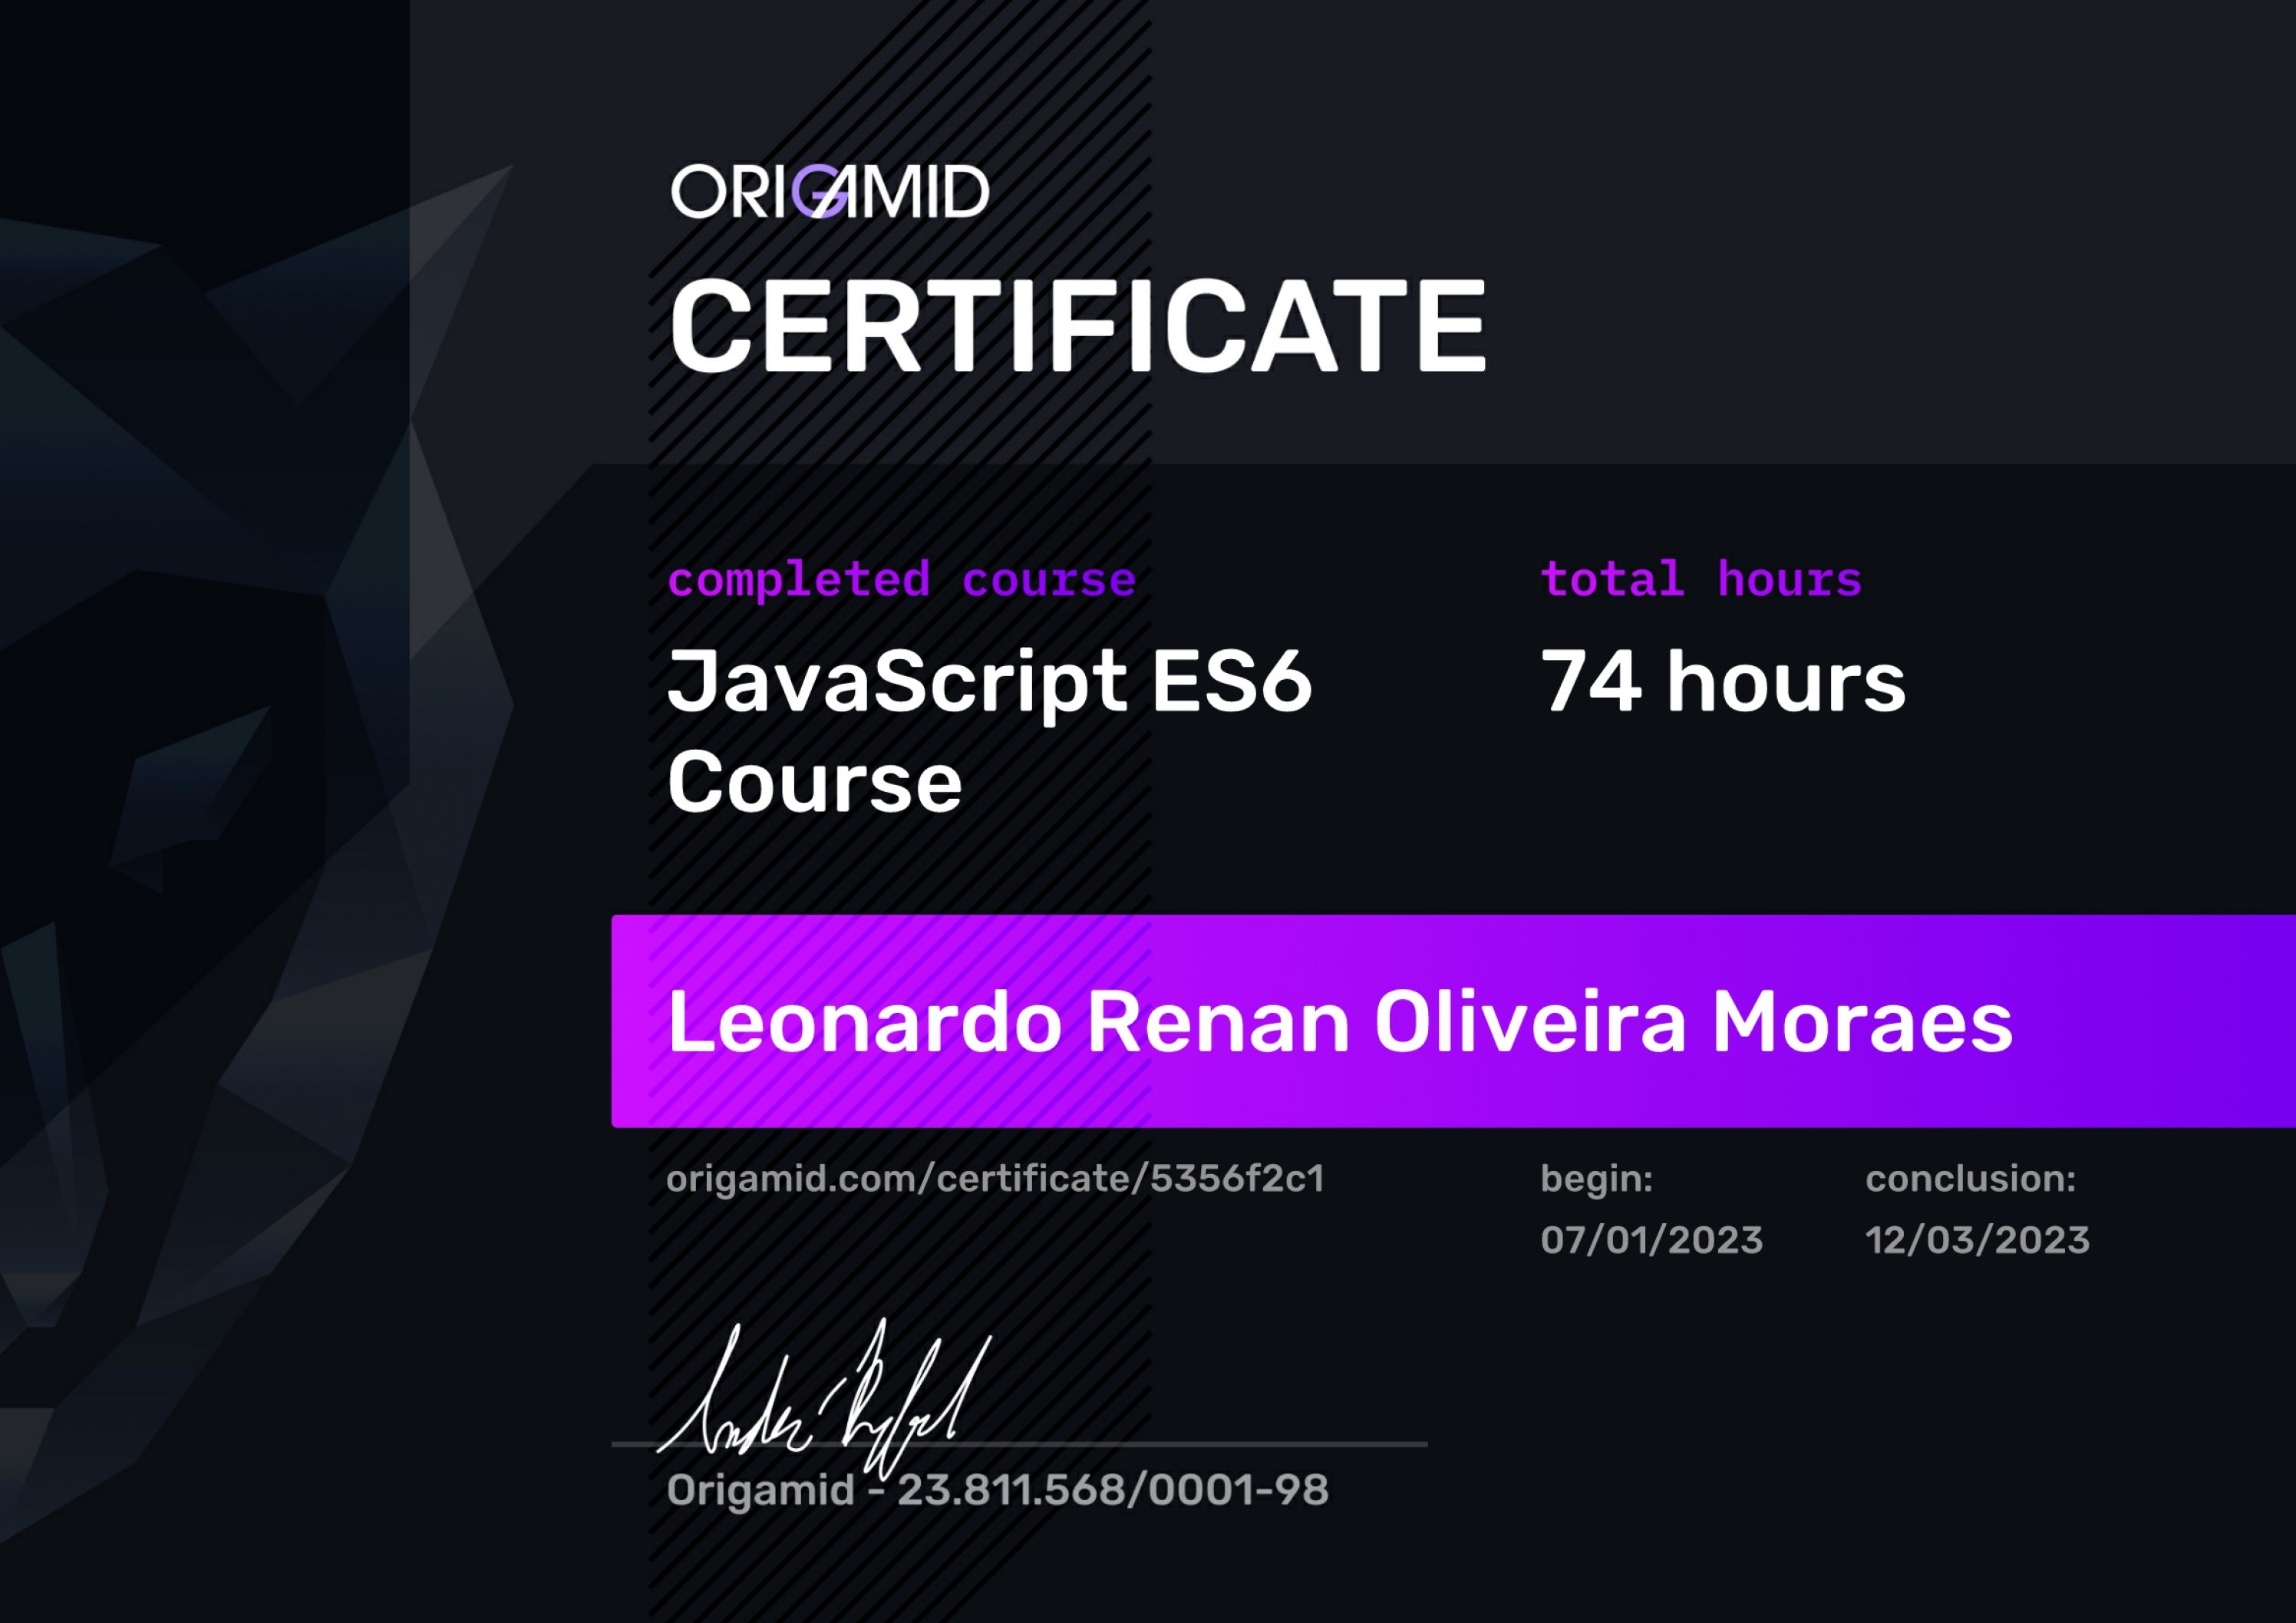 ORIGAMID
CERTIFICATE
completed course
JavaScript ES6
Course
total hours
74 hours
Leonardo Renan Oliveira Moraes
origamid.com/certificate/5356f2c1
begin:
07/01/2023
conclusion:
12/03/2023
Origamid - 23.811.568/0001-98